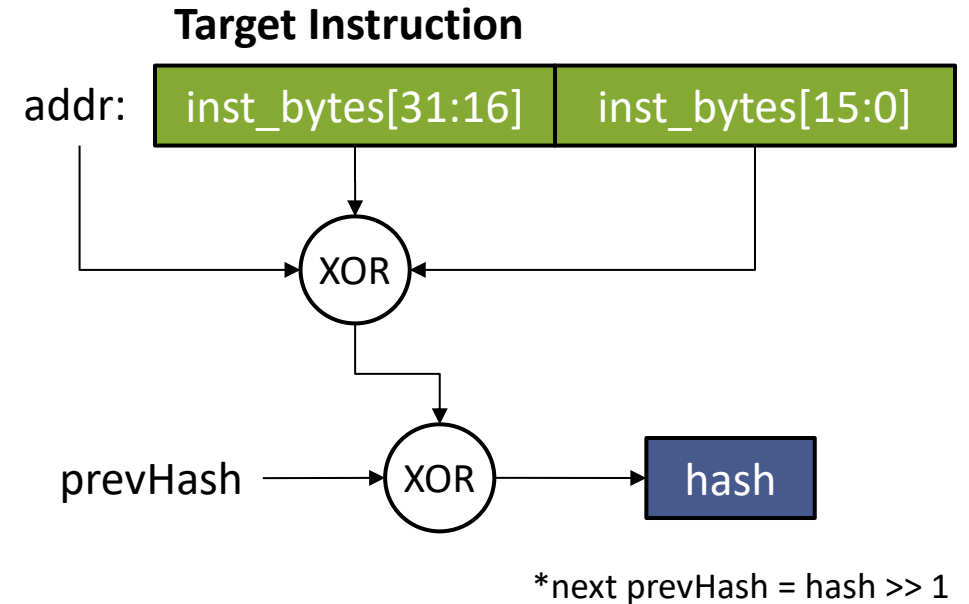 Target Instruction
addr:
inst_bytes[31:16]
inst_bytes[15:0]
XOR
prevHash
XOR
hash
*next prevHash = hash >> 1